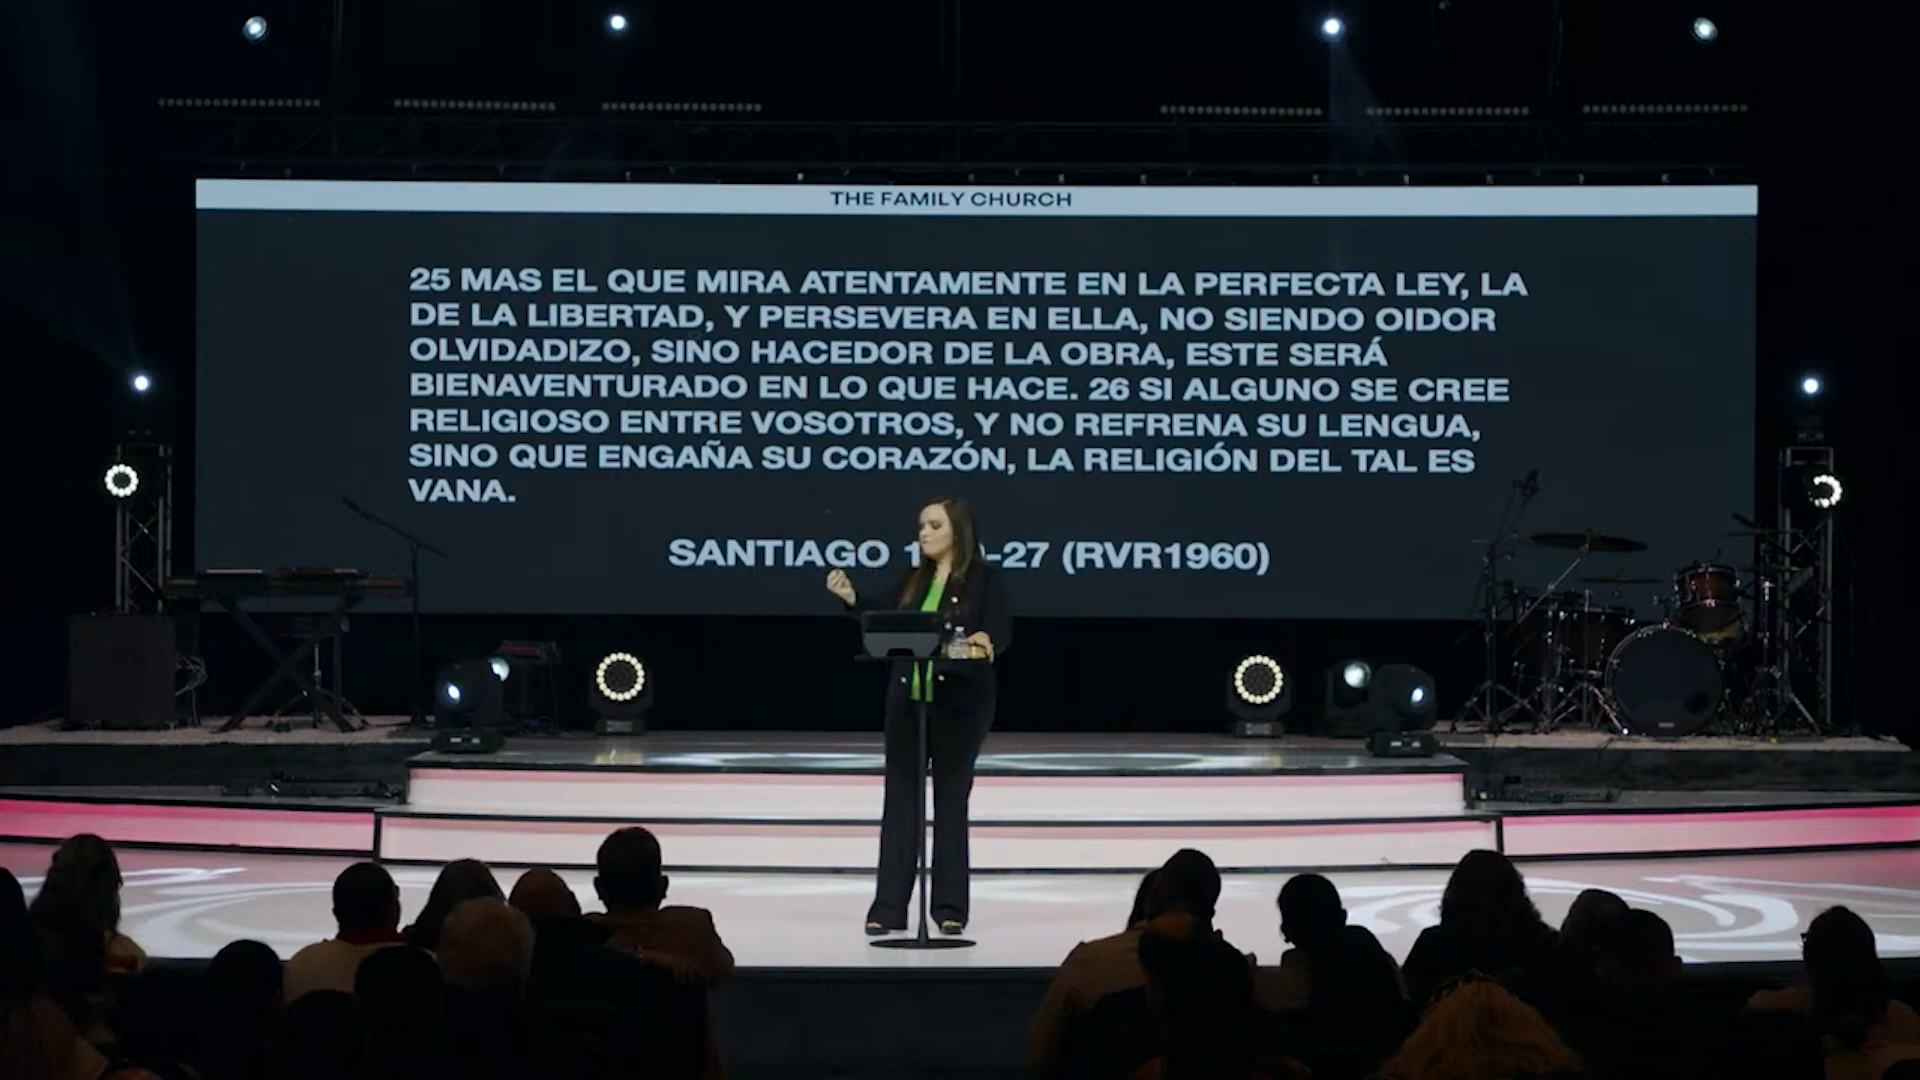 THE FAMILY CHURCH
25 MAS EL QUE MIRA ATENTAMENTE EN LA PERFECTA LEY, LA
DE LA LIBERTAD, Y PERSEVERA EN ELLA, NO SIENDO OIDOR
OLVIDADIZO, SINO HACEDOR DE LA OBRA, ESTE SERÁ
BIENAVENTURADO EN LO QUE HACE. 26 SI ALGUNO SE CREE
RELIGIOSO ENTRE VOSOTROS, Y NO REFRENA SU LENGUA,
SINO QUE ENGAÑA SU CORAZÓN, LA RELIGIÓN DEL TAL ES
VANA.
SANTIAGO -27 (RVR1960)